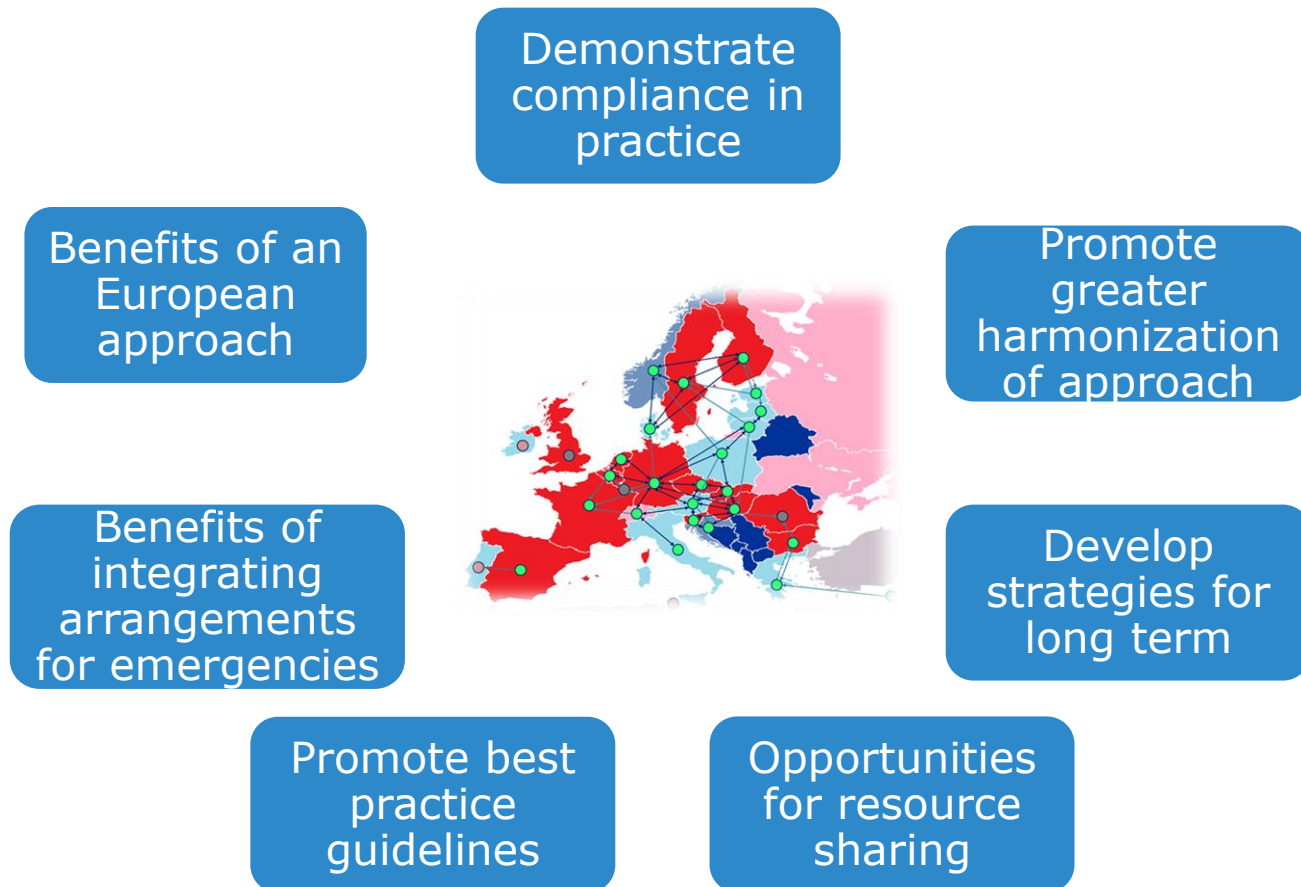 Demonstrate
compliance in
practice
Benefits of an
European
approach
Promote
greater
harmonization
of approach
Benefits of
integrating
arrangements
for emergencies
Develop
strategies for
long term
Promote best
practice
guidelines
Opportunities
for resource
sharing